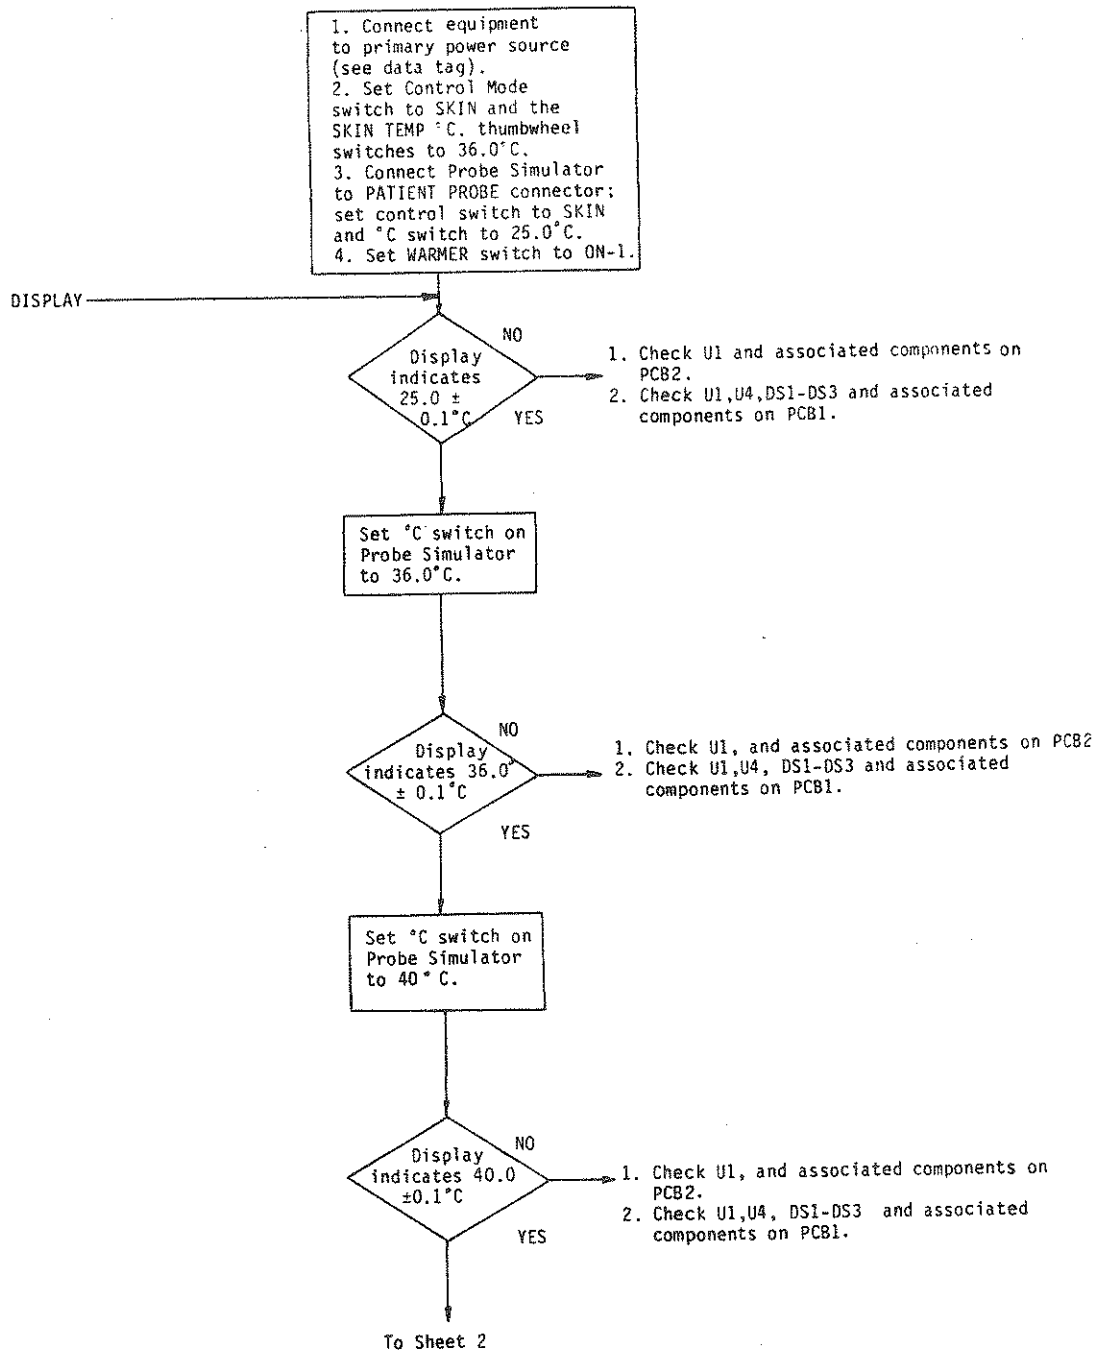 1. Connect equipment
to primary power source
(see data tag).
2. Set Control Mode
switch to SKIN and the
SKIN TEMP °C. thumbwheel
switches to 36.0°C.
3. Connect Probe Simulator
to PATIENT PROBE connector;
set control switch to SKIN
and °C switch to 25.0°C.
4. Set WARMER switch to ON-1.
DISPLAY
Display
indicates
25.0 ±
0.1°C
NO
YES
1. Check U1 and associated components on
PCB2.
2. Check U1,U4,DS1-DS3 and associated
components on PCB1.
Set °C switch on
Probe Simulator
to 36.0°C.
Display
indicates 36.0
± 0.1°C
NO
YES
1. Check U1, and associated components on PCB2
2. Check U1,U4, DS1-DS3 and associated
components on PCB1.
Set °C switch on
Probe Simulator
to 40° C.
Display
indicates 40.0
±0.1°C
NO
YES
1. Check U1, and associated components on
PCB2.
2. Check U1,U4, DS1-DS3 and associated
components on PCB1.
To Sheet 2